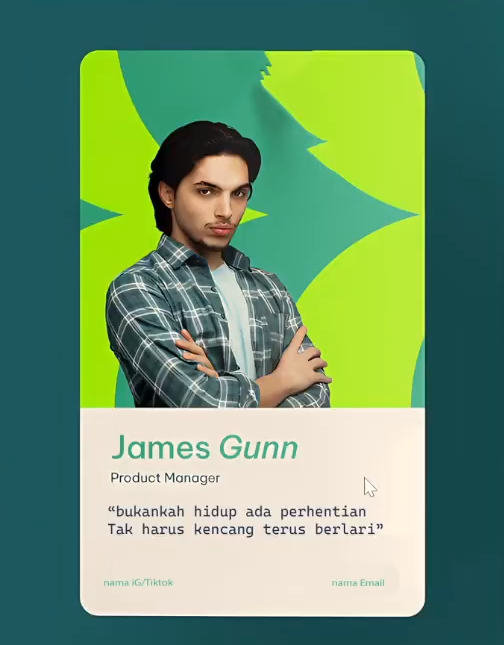 James Gunn
Product Manager
“bukankah hidup ada perhentian
Tak harus kencang terus berlari”
nama iG/Tiktok
nama Email